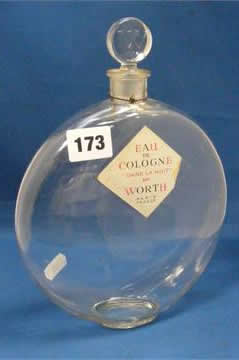 173
EAU
DE
COLOGNE
DANS LA NUIT
DE
WORTH
PARIS
FRANCE